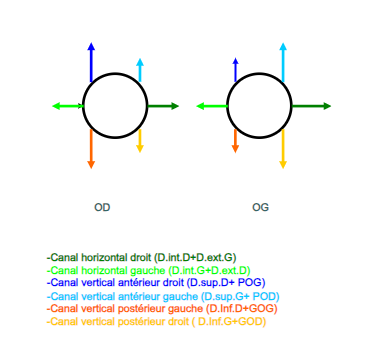 OD OG
-Canal horizontal droit (D.int.D+D.ext.G)
-Canal horizontal gauche (D.int.G+D.ext.D)
-Canal vertical antérieur droit (D.sup.D+ POG)
-Canal vertical antérieur gauche (D.sup.G+ POD)
-Canal vertical postérieur gauche (D.Inf.D+GOG)
-Canal vertical postérieur droit ( D.Inf.G+GOD)